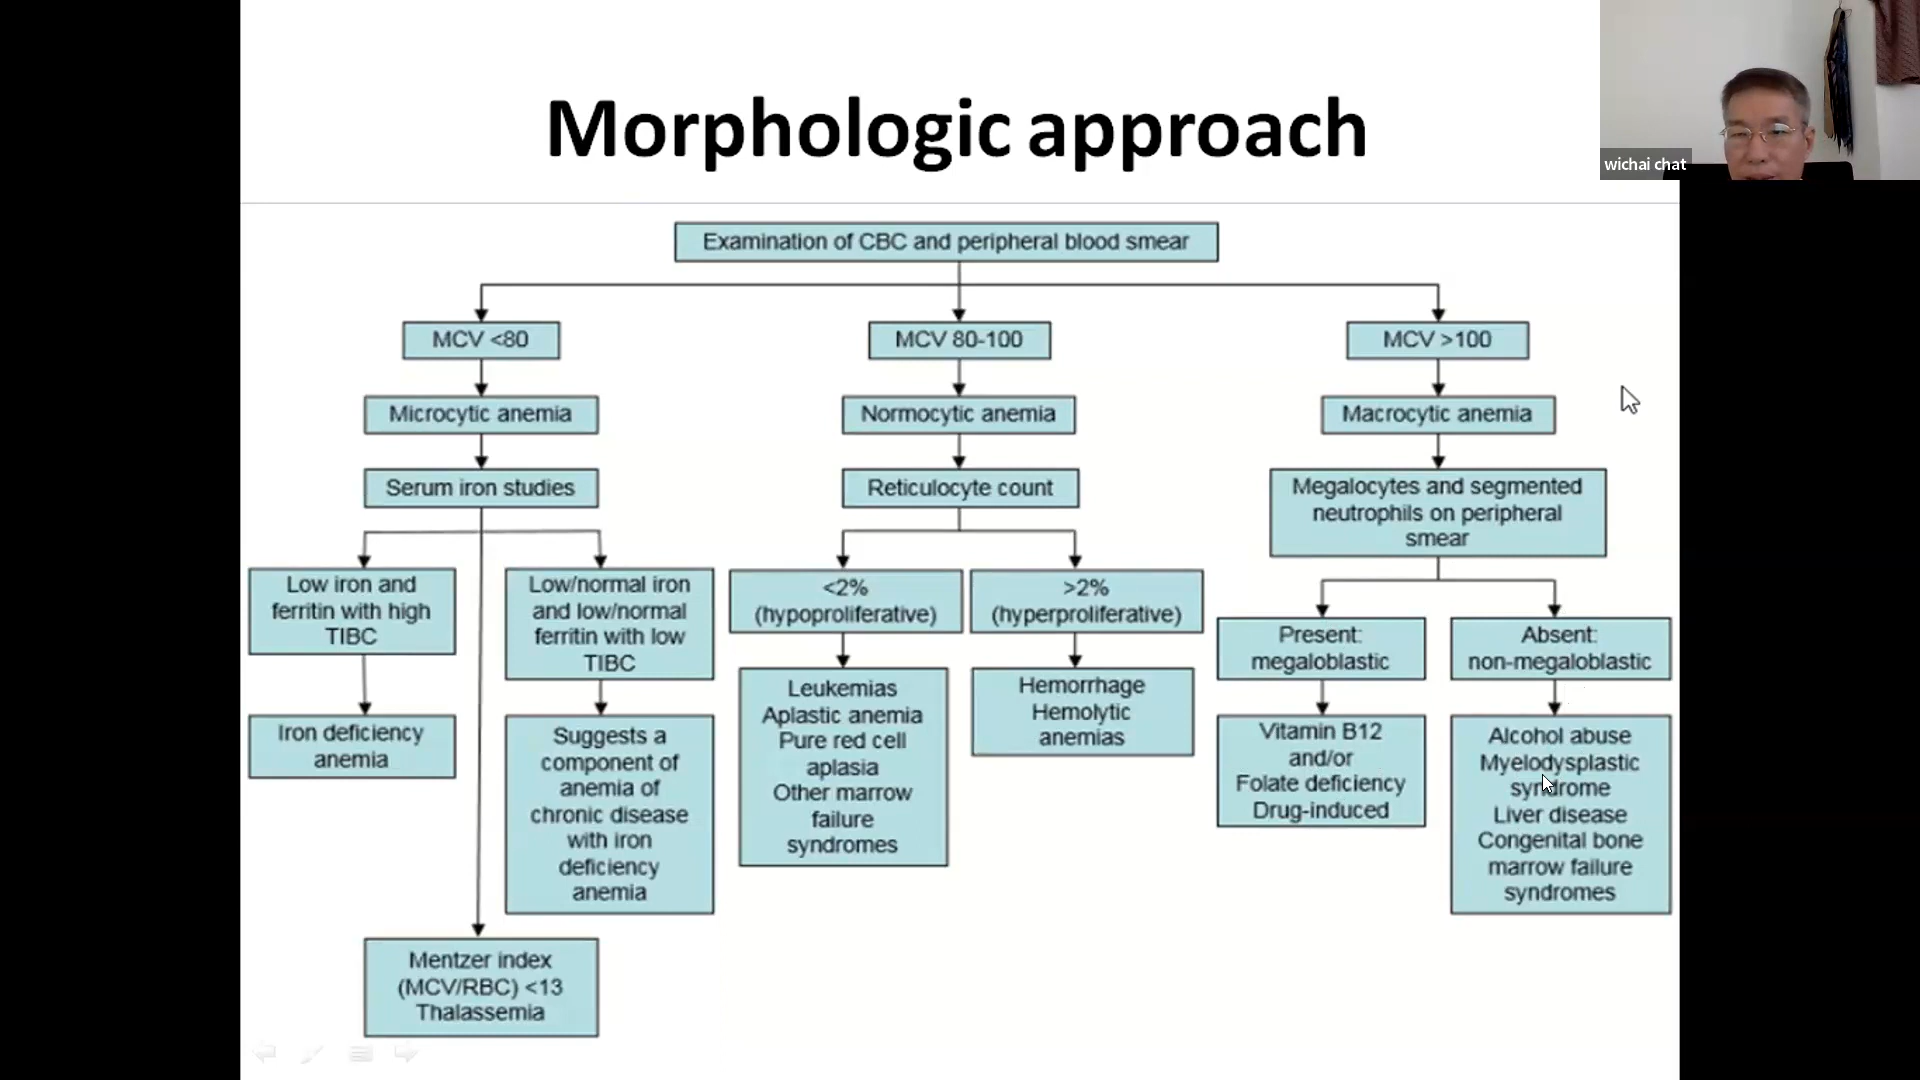 Morphologic approach
wichai chat
Examination of CBC and peripheral blood smear
MCV <80
MCV 80-100
MCV >100
Microcytic anemia
Normocytic anemia
Macrocytic anemia
Serum iron studies
Reticulocyte count
Megalocytes and segmented
neutrophils on peripheral
smear
Low iron and
ferritin with high
TIBC
Low/normal iron
and low/normal
ferritin with low
TIBC
<2%
(hypoproliferative)
>2%
(hyperproliferative)
Present:
megaloblastic
Absent:
non-megaloblastic
Iron deficiency
anemia
Suggests a
component of
anemia of
chronic disease
with iron
deficiency
anemia
Leukemias
Aplastic anemia
Pure red cell
aplasia
Other marrow
failure
syndromes
Hemorrhage
Hemolytic
anemias
Vitamin B12
and/or
Folate deficiency
Drug-induced
Alcohol abuse
Myelodysplastic
syndrome
Liver disease
Congenital bone
marrow failure
syndromes
Mentzer index
(MCV/RBC) <13
Thalassemia